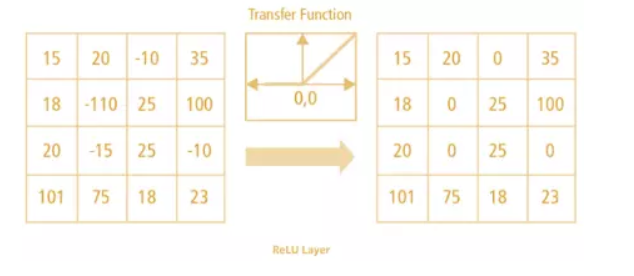 Transfer Function
15 20 -10 35
18 -110 25 100
20 -15 25 -10
101 75 18 23
0,0
15 20 0 35
18 0 25 100
20 0 25 0
101 75 18 23
ReLU Layer